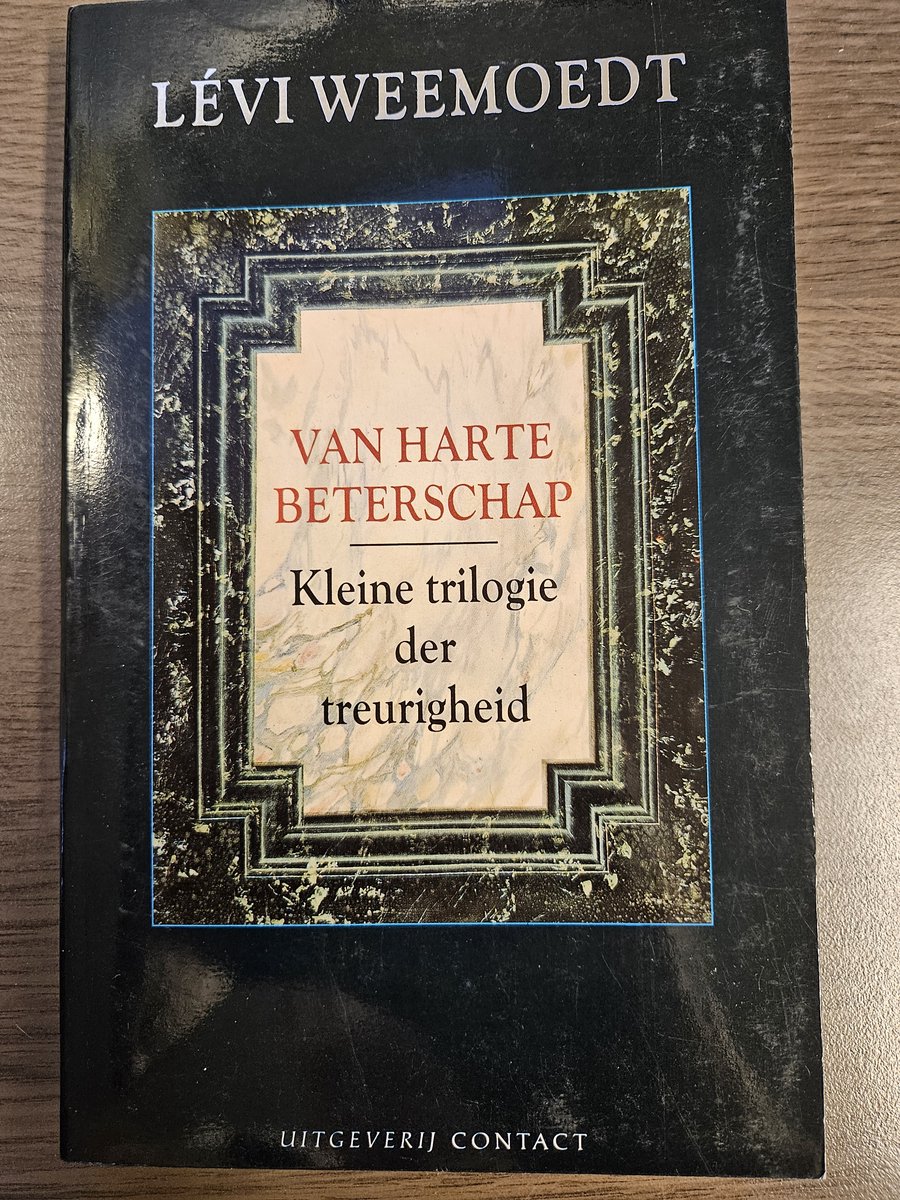 LÉVI WEEMOEDT
VAN HARTE
BETERSCHAP
Kleine trilogie
der
treurigheid
UITGEVERIJ CONTACT